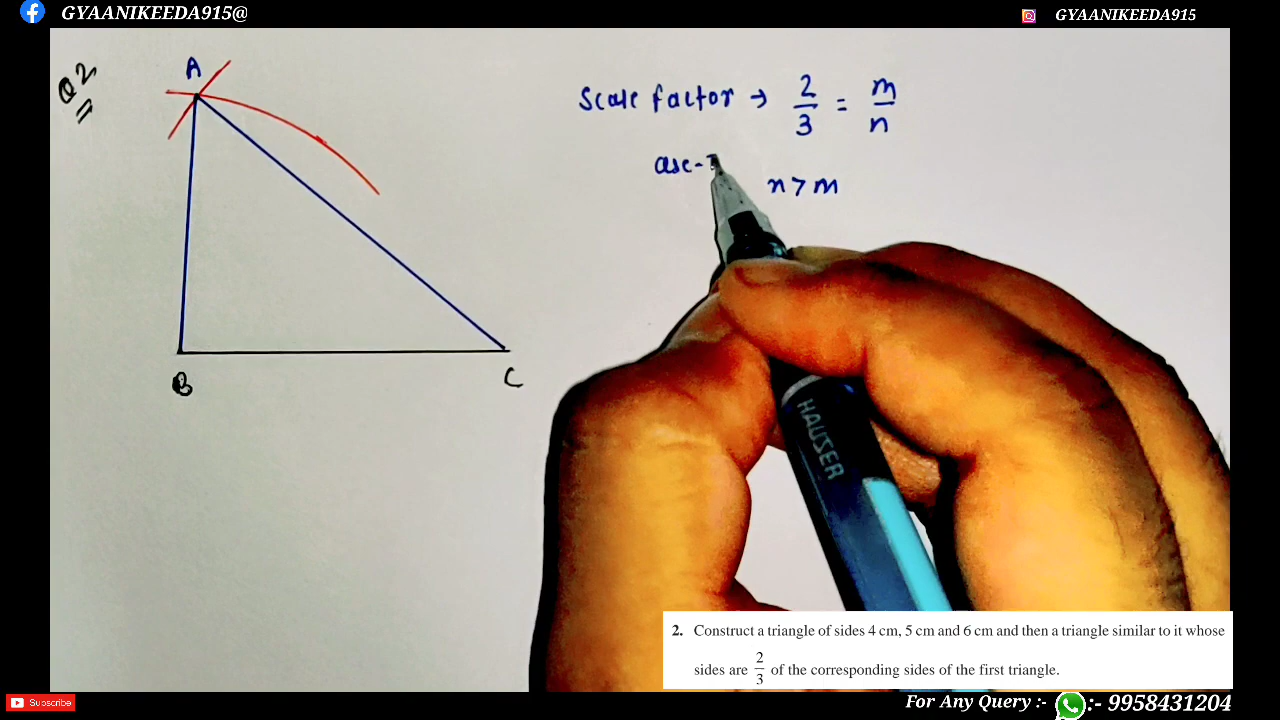 GYAANIKEEDA915@
GYAANIKEEDA915
Q2
A
B
C
Scale factor → 2/3 = m/n
n > m
HAUSER
2. Construct a triangle of sides 4 cm, 5 cm and 6 cm and then a triangle similar to it whose
sides are 2/3 of the corresponding sides of the first triangle.
Subscribe
For Any Query :- :- 9958431204